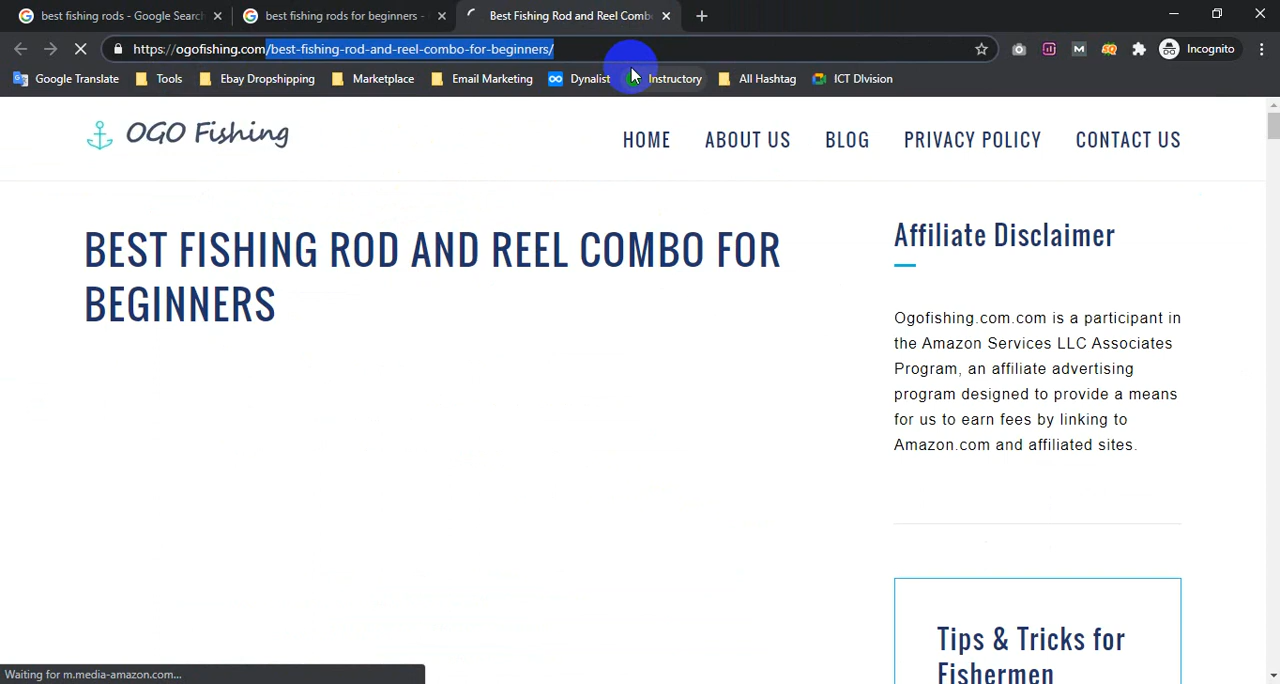 best fishing rods - Google Searc
best fishing rods for beginners -
Best Fishing Rod and Reel Comb
https://ogofishing.com/best-fishing-rod-and-reel-combo-for-beginners/
Incognito
Google Translate
Tools
Ebay Dropshipping
Marketplace
Email Marketing
Dynalist
Instructory
All Hashtag
ICT DIvision
OGO Fishing
HOME
ABOUT US
BLOG
PRIVACY POLICY
CONTACT US
BEST FISHING ROD AND REEL COMBO FOR
BEGINNERS
Affiliate Disclaimer
Ogofishing.com.com is a participant in
the Amazon Services LLC Associates
Program, an affiliate advertising
program designed to provide a means
for us to earn fees by linking to
Amazon.com and affiliated sites.
Tips & Tricks for
Fishermen
Waiting for m.media-amazon.com...